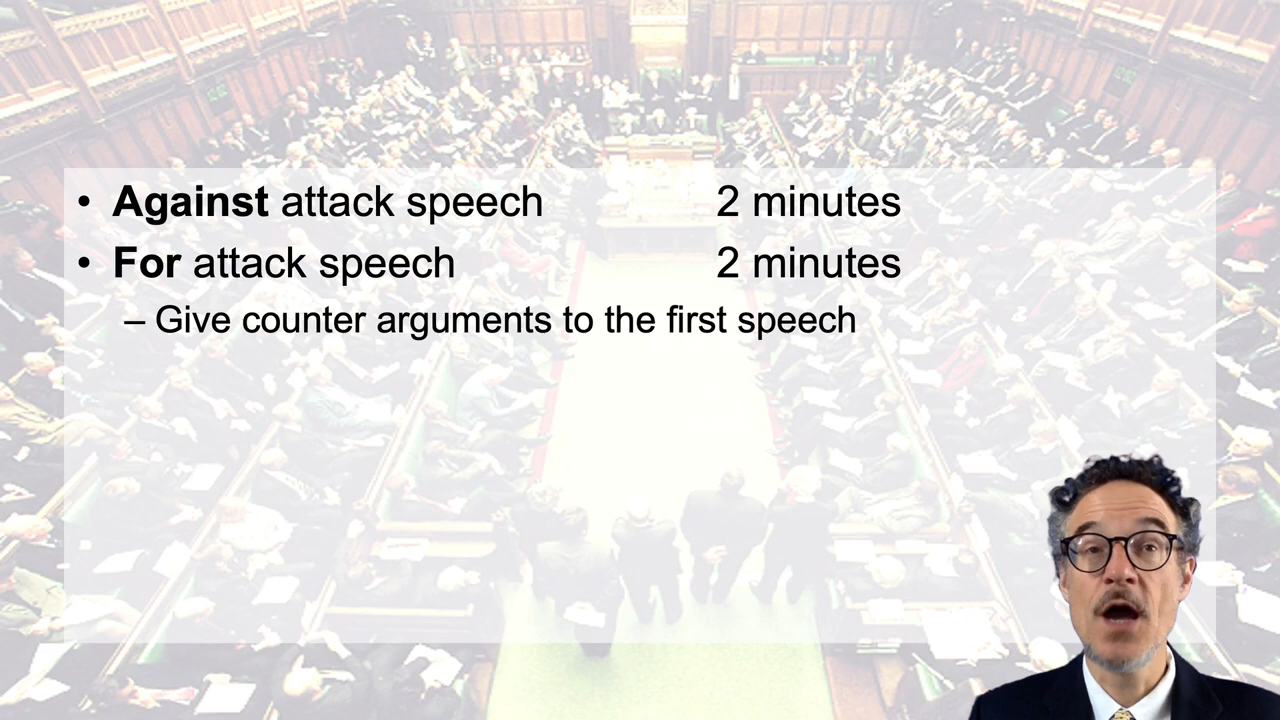 • Against attack speech 2 minutes
• For attack speech 2 minutes
– Give counter arguments to the first speech